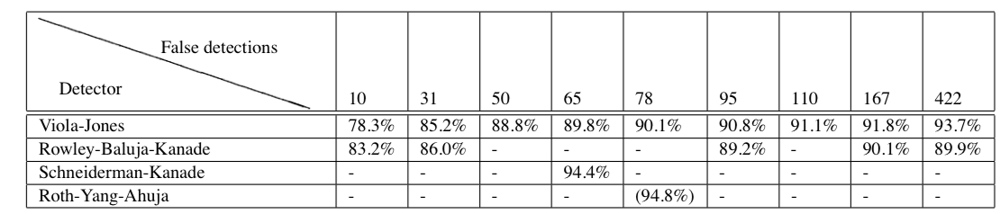 False detections
Detector
10 31 50 65 78 95 110 167 422
Viola-Jones 78.3% 85.2% 88.8% 89.8% 90.1% 90.8% 91.1% 91.8% 93.7%
Rowley-Baluja-Kanade 83.2% 86.0% - - - 89.2% - 90.1% 89.9%
Schneiderman-Kanade - - - 94.4% - - - - -
Roth-Yang-Ahuja - - - - (94.8%) - - - -